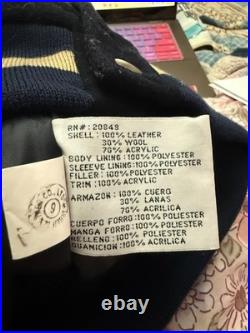 RN#: 20849
SHELL: 100% LEATHER
30% WOOL
70% ACRYLIC
BODY LINING: 100% POLYESTER
SLEEVE LINING: 100% POLYESTER
FILLER: 100% POLYESTER
TRIM: 100% ACRYLIC
ARMAZON: 100% CUERO
30% LANAS
70% ACRILICA
CUERPO FORRO: 100% POLIESTER
MANGA FORRO: 100% POLIESTER
RELLENO: 100% POLIESTER
GUARNICION: 100% ACRILICA